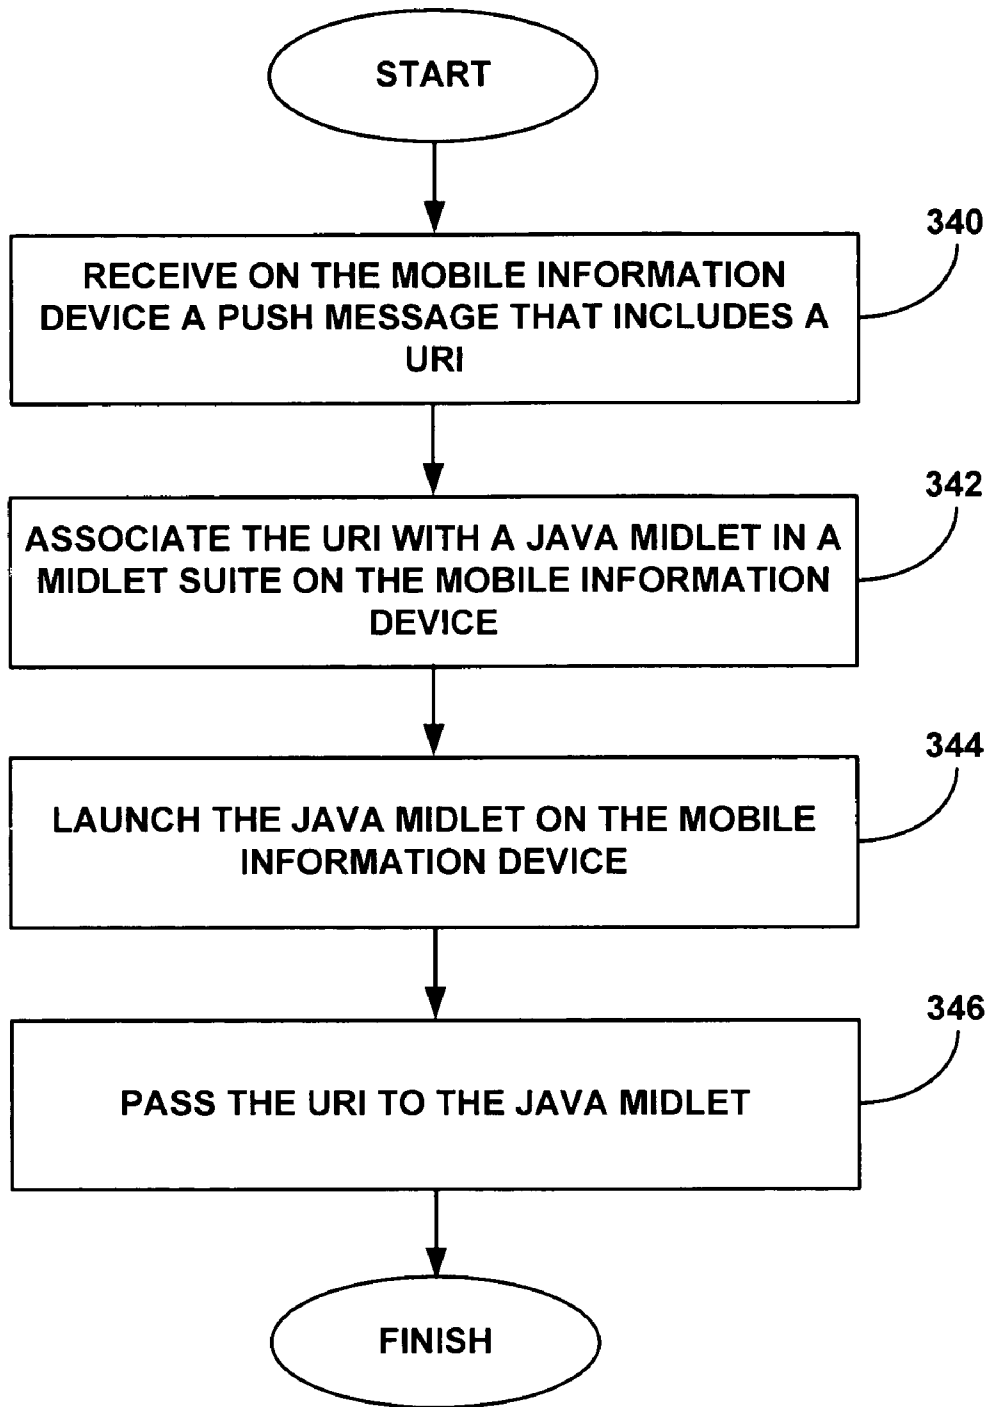 START
340
RECEIVE ON THE MOBILE INFORMATION
DEVICE A PUSH MESSAGE THAT INCLUDES A
URI
342
ASSOCIATE THE URI WITH A JAVA MIDLET IN A
MIDLET SUITE ON THE MOBILE INFORMATION
DEVICE
344
LAUNCH THE JAVA MIDLET ON THE MOBILE
INFORMATION DEVICE
346
PASS THE URI TO THE JAVA MIDLET
FINISH